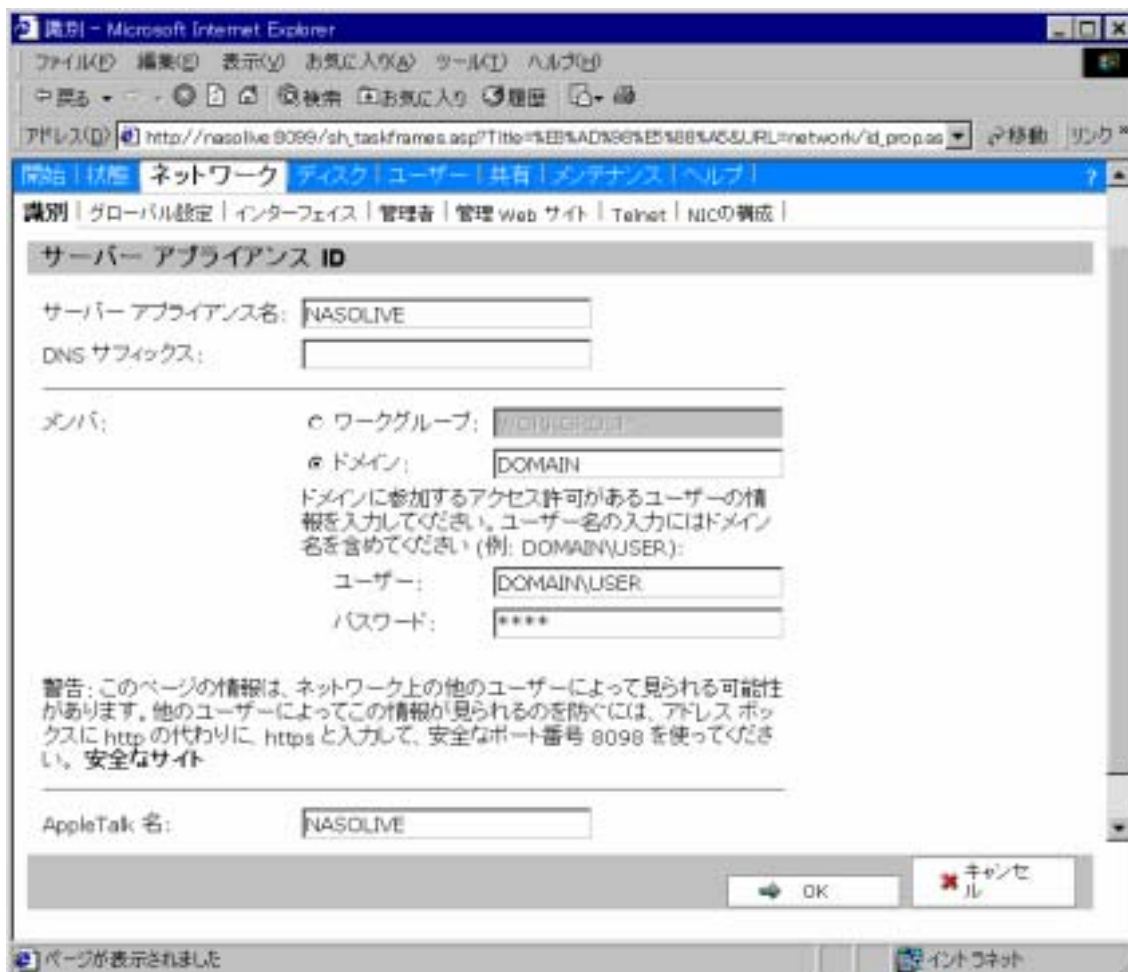 識別 - Microsoft Internet Explorer
ファイル(F) 編集(E) 表示(V) お気に入り(A) ツール(T) ヘルプ(H)
戻る 検索 お気に入り 履歴
アドレス(D) http://nasolive:8099/sh_taskframes.asp?Title=%E8%AD%98%E5%88%A5&URL=network/id_prop.as 移動 リンク »
開始 | 状態 | ネットワーク | ディスク | ユーザー | 共有 | メンテナンス | ヘルプ | ?
識別 | グローバル設定 | インターフェイス | 管理者 | 管理 Web サイト | Telnet | NICの構成 |
サーバー アプライアンス ID
サーバー アプライアンス名: NASOLIVE
DNS サフィックス:
メンバ: ワークグループ: WORKGROUP
ドメイン: DOMAIN
ドメインに参加するアクセス許可があるユーザーの情
報を入力してください。ユーザー名の入力にはドメイン
名を含めてください (例: DOMAIN\USER):
ユーザー: DOMAIN\USER
パスワード: ****
警告: このページの情報は、ネットワーク上の他のユーザーによって見られる可能性
があります。他のユーザーによってこの情報が見られるのを防ぐには、アドレス ボッ
クスに http の代わりに、https と入力して、安全なポート番号 8098 を使ってくださ
い。 安全なサイト
AppleTalk 名: NASOLIVE
OK
キャンセ
ル
ページが表示されました イントラネット